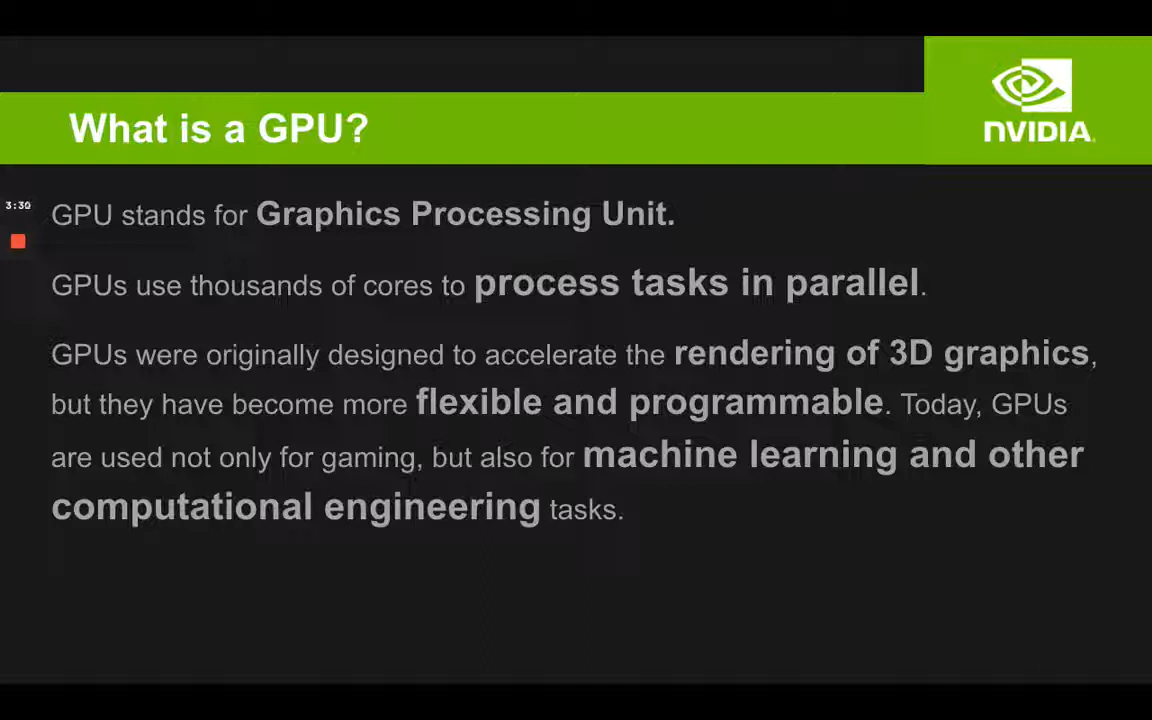 NVIDIA
What is a GPU?
3:30
GPU stands for Graphics Processing Unit.
GPUs use thousands of cores to process tasks in parallel.
GPUs were originally designed to accelerate the rendering of 3D graphics,
but they have become more flexible and programmable. Today, GPUs
are used not only for gaming, but also for machine learning and other
computational engineering tasks.